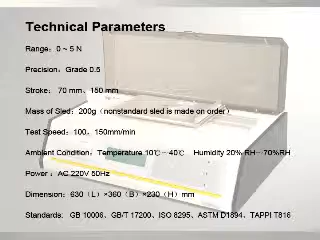 Technical Parameters
Range：0 ~ 5 N
Precision：Grade 0.5
Stroke： 70 mm、150 mm
Mass of Sled：200g（nonstandard sled is made on order）
Test Speed：100、150mm/min
Ambient Condition：Temperature 10℃~40℃ Humidity 20%RH~70%RH
Power： AC 220V 50Hz
Dimension：630（L）×360（B）×230（H）mm
Standards: GB 10006、GB/T 17200、ISO 8295、ASTM D1894、TAPPI T816